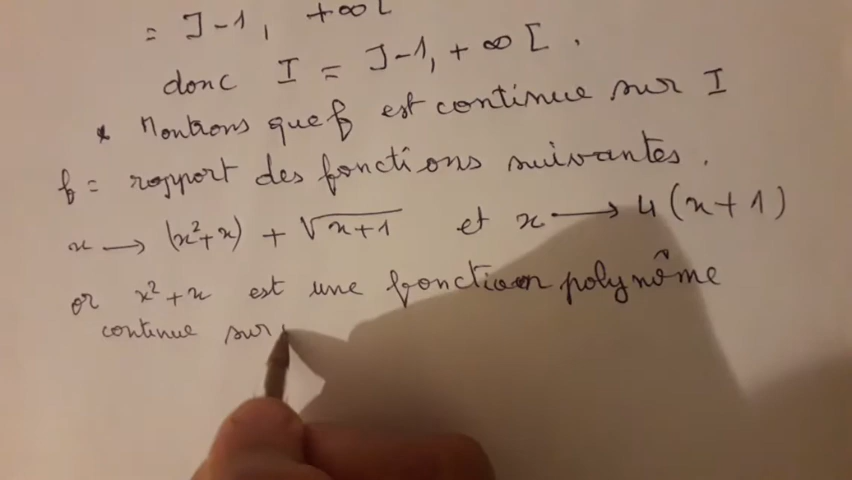 = ]-1, +∞[
donc I = ]-1, +∞ [ .
* Montrons que f est continue sur I
f = rapport des fonctions suivantes.
x → (x²+x) + √x+1 et x → 4(x+1)
or x²+x est une fonction polynôme
continue sur